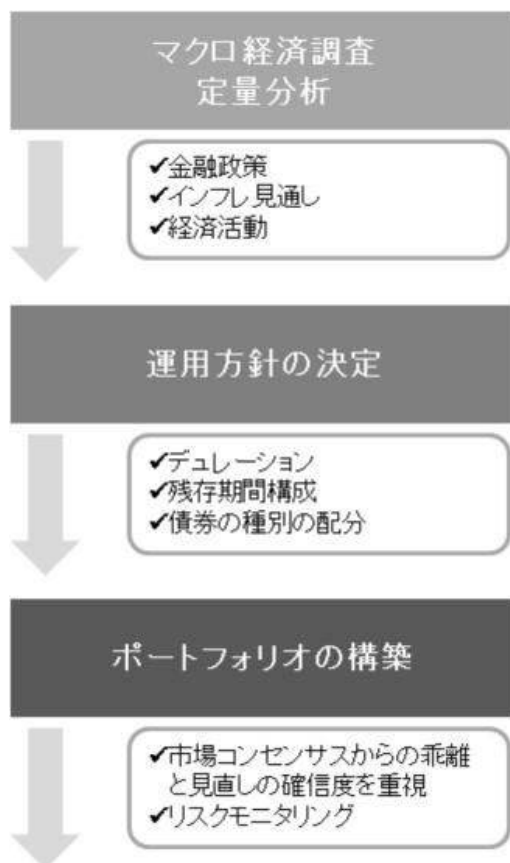 マクロ経済調査
定量分析
✓金融政策
✓インフレ見通し
✓経済活動
運用方針の決定
✓デュレーション
✓残存期間構成
✓債券の種別の配分
ポートフォリオの構築
✓市場コンセンサスからの乖離
と見直しの確信度を重視
✓リスクモニタリング